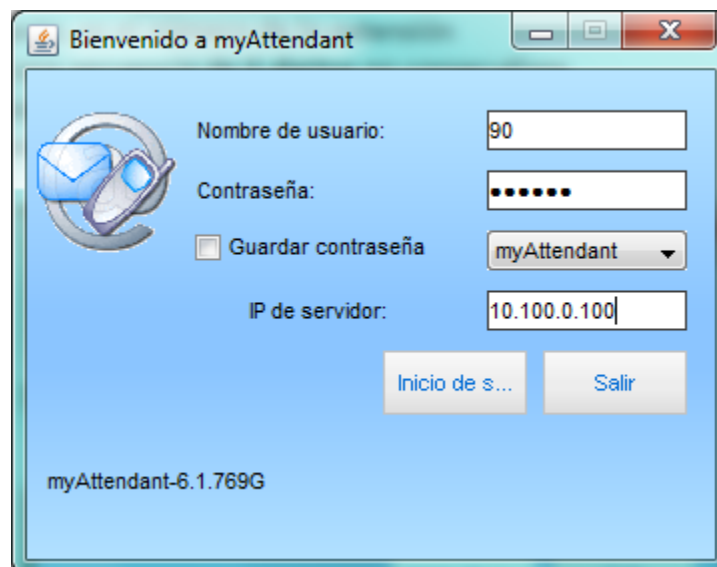 Bienvenido a myAttendant
Nombre de usuario: 90
Contraseña: ••••••
Guardar contraseña myAttendant
IP de servidor: 10.100.0.100
Inicio de s... Salir
myAttendant-6.1.769G